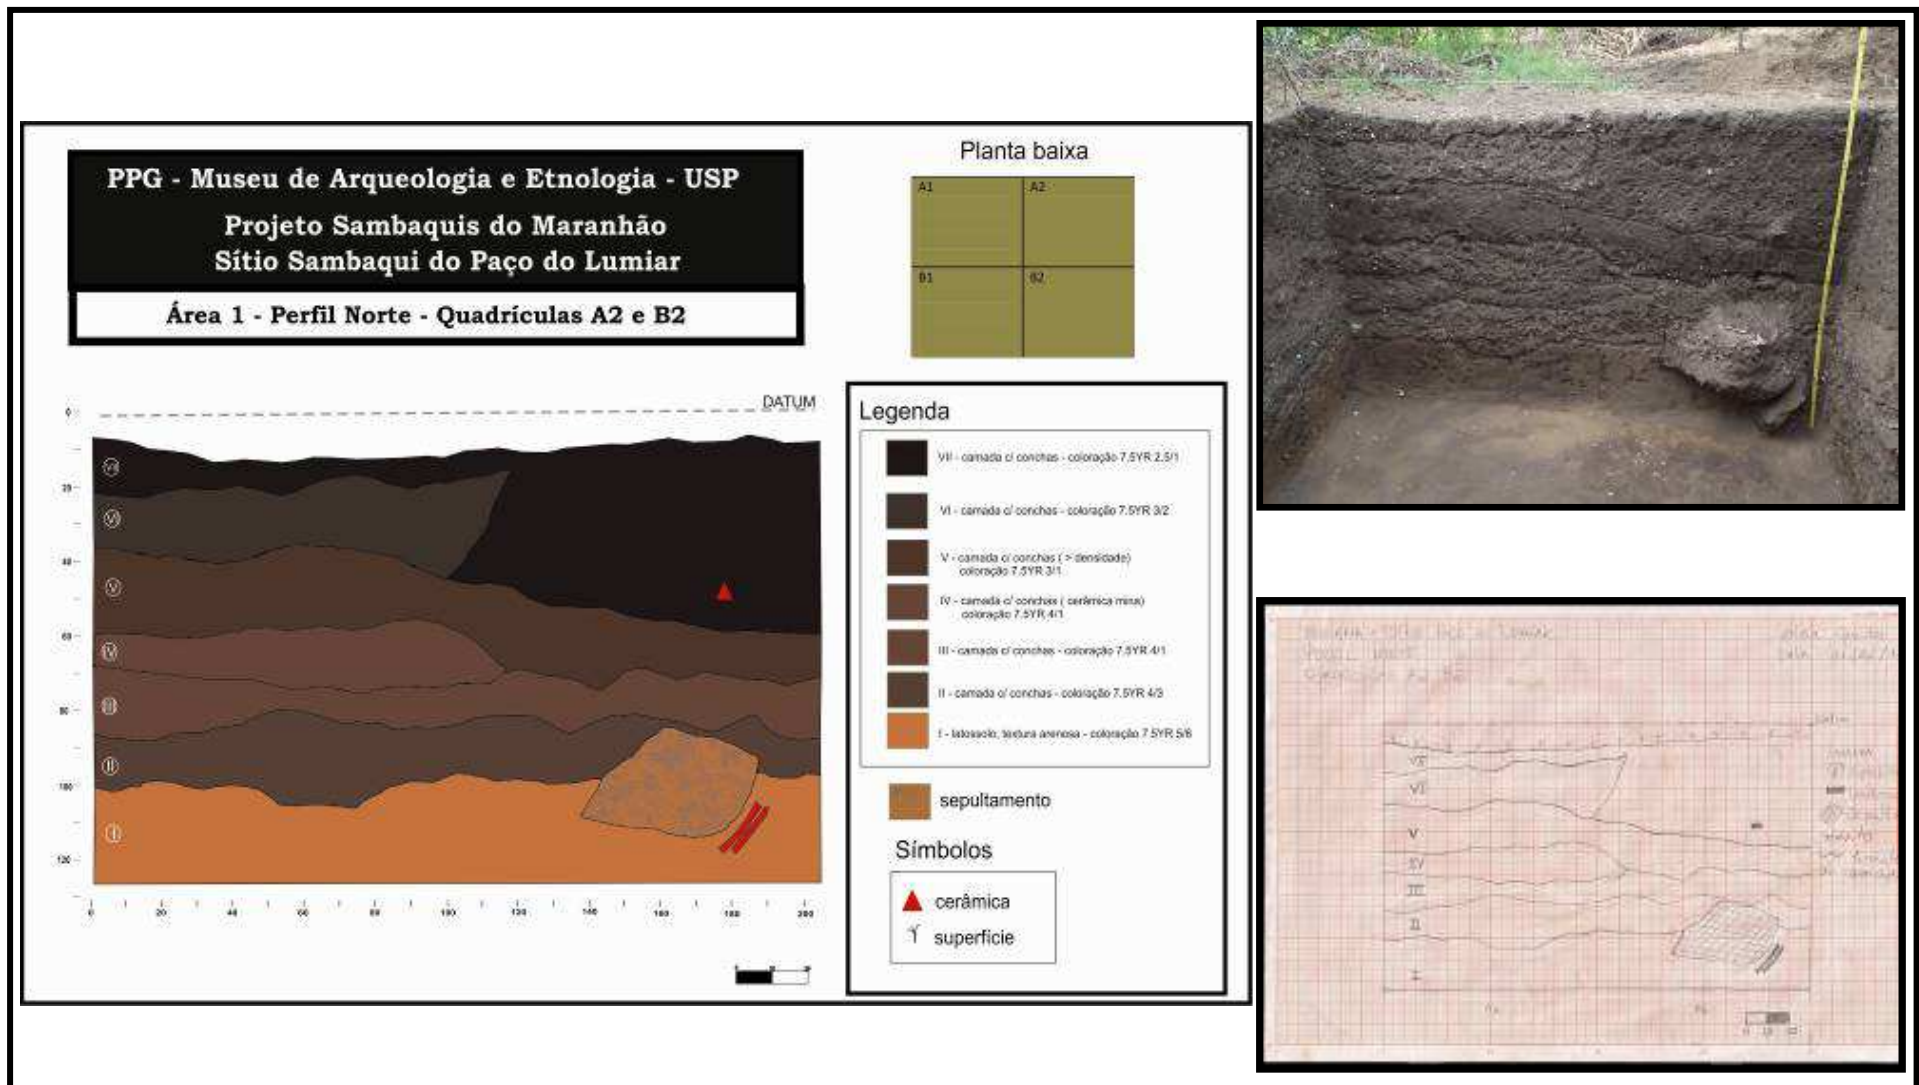 PPG - Museu de Arqueologia e Etnologia - USP
Projeto Sambaquis do Maranhão
Sítio Sambaqui do Paço do Lumiar
Área 1 - Perfil Norte - Quadrículas A2 e B2
Planta baixa
A1 A2
B1 B2
DATUM
0
20
40
60
80
100
120
VII
VI
V
IV
III
II
I
0 20 40 60 80 100 120 140 160 180 200
Legenda
VII - camada c/ conchas - coloração 7.5YR 2.5/1
VI - camada c/ conchas - coloração 7.5YR 3/2
V - camada c/ conchas ( > densidade)
coloração 7.5YR 3/1
IV - camada c/ conchas ( cerâmica mina)
coloração 7.5YR 4/1
III - camada c/ conchas - coloração 7.5YR 4/1
II - camada c/ conchas - coloração 7.5YR 4/3
I - latossolo, textura arenosa - coloração 7.5YR 5/6
sepultamento
Símbolos
cerâmica
superfície
VII
VI
V
IV
III
II
I